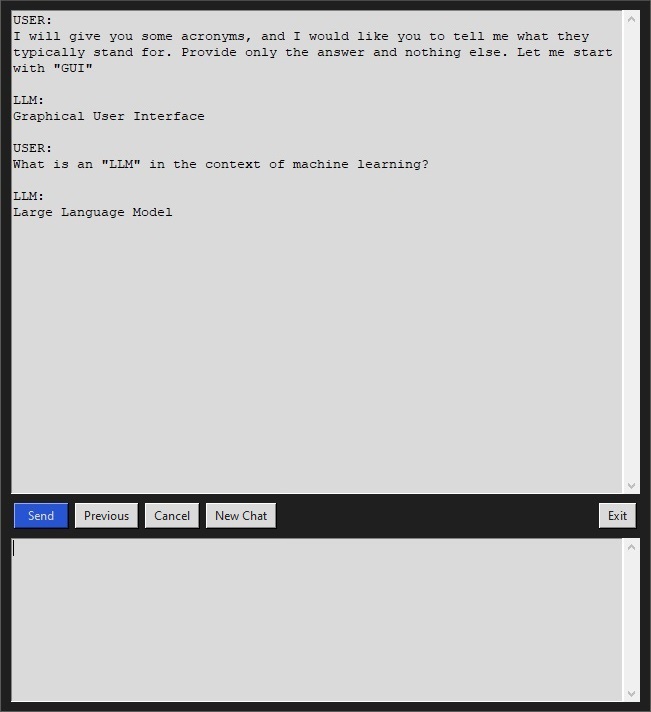 USER:
I will give you some acronyms, and I would like you to tell me what they
typically stand for. Provide only the answer and nothing else. Let me start
with "GUI"
LLM:
Graphical User Interface
USER:
What is an "LLM" in the context of machine learning?
LLM:
Large Language Model
Send Previous Cancel New Chat Exit